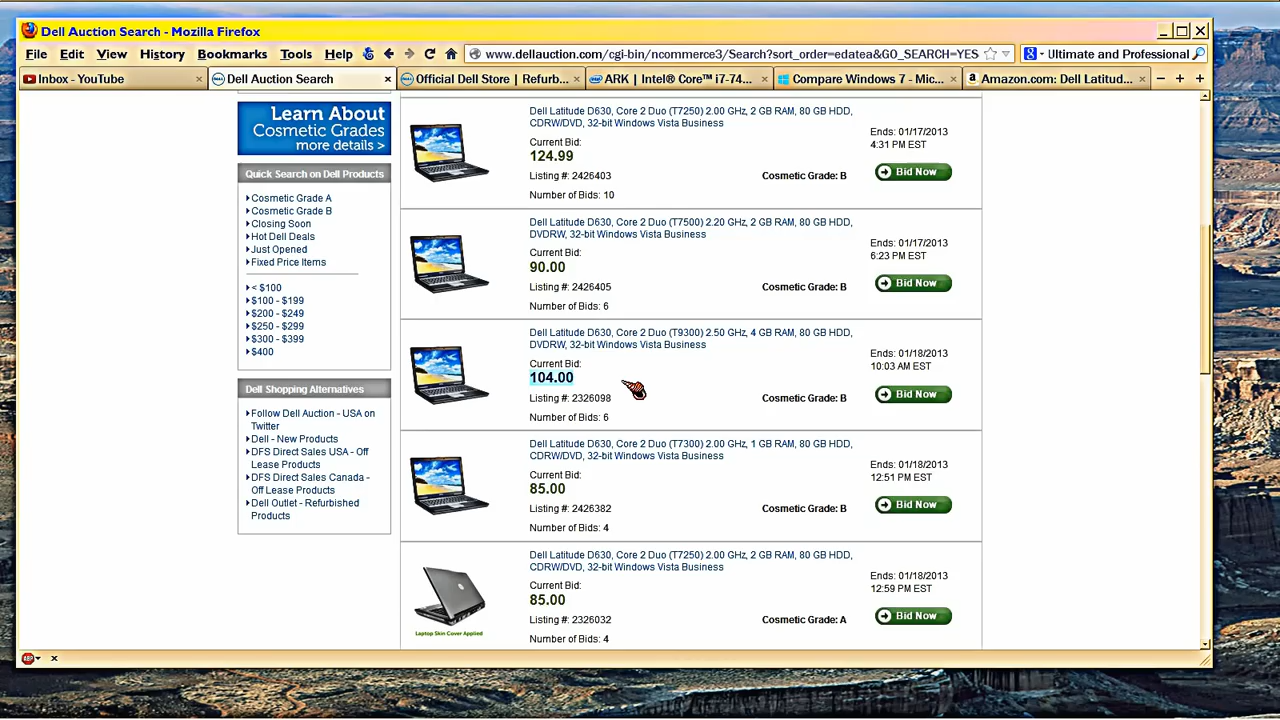 Dell Auction Search - Mozilla Firefox
File Edit View History Bookmarks Tools Help www.dellauction.com/cgi-bin/ncommerce3/Search?sort_order=edatea&GO_SEARCH=YES Ultimate and Professional
Inbox - YouTube Dell Auction Search Official Dell Store | Refurb... ARK | Intel® Core™ i7-74... Compare Windows 7 - Mic... Amazon.com: Dell Latitud...
Learn About
Cosmetic Grades
more details >
Quick Search on Dell Products
Cosmetic Grade A
Cosmetic Grade B
Closing Soon
Hot Dell Deals
Just Opened
Fixed Price Items
< $100
$100 - $199
$200 - $249
$250 - $299
$300 - $399
$400
Dell Shopping Alternatives
Follow Dell Auction - USA on
Twitter
Dell - New Products
DFS Direct Sales USA - Off
Lease Products
DFS Direct Sales Canada -
Off Lease Products
Dell Outlet - Refurbished
Products
Dell Latitude D630, Core 2 Duo (T7250) 2.00 GHz, 2 GB RAM, 80 GB HDD,
CDRW/DVD, 32-bit Windows Vista Business
Current Bid:
124.99
Listing #: 2426403
Number of Bids: 10
Cosmetic Grade: B
Ends: 01/17/2013
4:31 PM EST
Bid Now
Dell Latitude D630, Core 2 Duo (T7500) 2.20 GHz, 2 GB RAM, 80 GB HDD,
DVDRW, 32-bit Windows Vista Business
Current Bid:
90.00
Listing #: 2426405
Number of Bids: 6
Cosmetic Grade: B
Ends: 01/17/2013
6:23 PM EST
Bid Now
Dell Latitude D630, Core 2 Duo (T9300) 2.50 GHz, 4 GB RAM, 80 GB HDD,
DVDRW, 32-bit Windows Vista Business
Current Bid:
104.00
Listing #: 2326098
Number of Bids: 6
Cosmetic Grade: B
Ends: 01/18/2013
10:03 AM EST
Bid Now
Dell Latitude D630, Core 2 Duo (T7300) 2.00 GHz, 1 GB RAM, 80 GB HDD,
CDRW/DVD, 32-bit Windows Vista Business
Current Bid:
85.00
Listing #: 2426382
Number of Bids: 4
Cosmetic Grade: B
Ends: 01/18/2013
12:51 PM EST
Bid Now
Dell Latitude D630, Core 2 Duo (T7250) 2.00 GHz, 2 GB RAM, 80 GB HDD,
CDRW/DVD, 32-bit Windows Vista Business
Current Bid:
85.00
Listing #: 2326032
Number of Bids: 4
Cosmetic Grade: A
Ends: 01/18/2013
12:59 PM EST
Bid Now
Laptop Skin Cover Applied
ABP